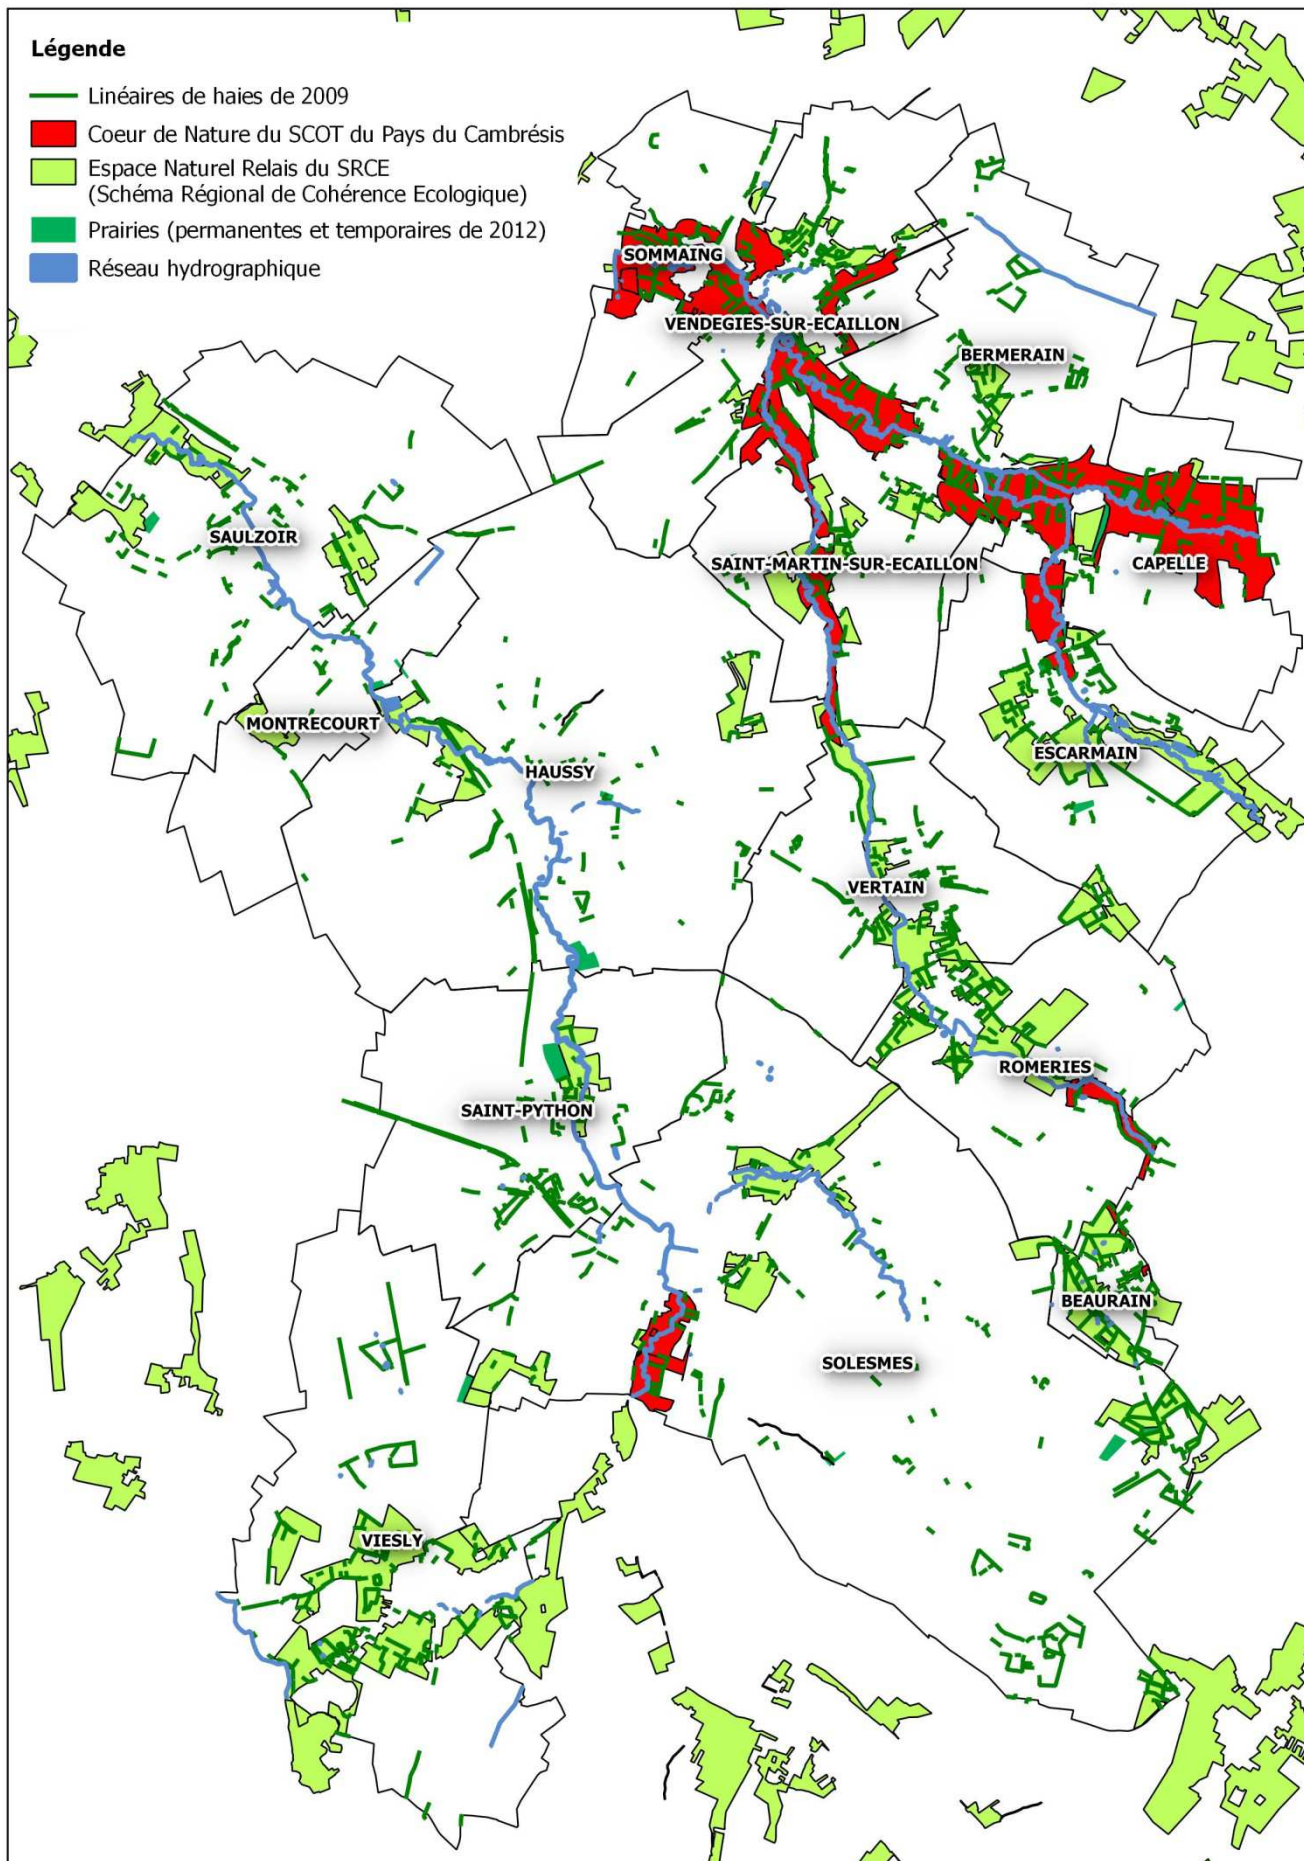 Légende
Linéaires de haies de 2009
Coeur de Nature du SCOT du Pays du Cambrésis
Espace Naturel Relais du SRCE
(Schéma Régional de Cohérence Ecologique)
Prairies (permanentes et temporaires de 2012)
Réseau hydrographique
SOMMAING
VENDEGIES-SUR-ECAILLON
BERMERAIN
SAULZOIR
SAINT-MARTIN-SUR-ECAILLON
CAPELLE
MONTRECOURT
ESCARMAIN
HAUSSY
VERTAIN
ROMERIES
SAINT-PYTHON
BEAURAIN
SOLESMES
VIESLY